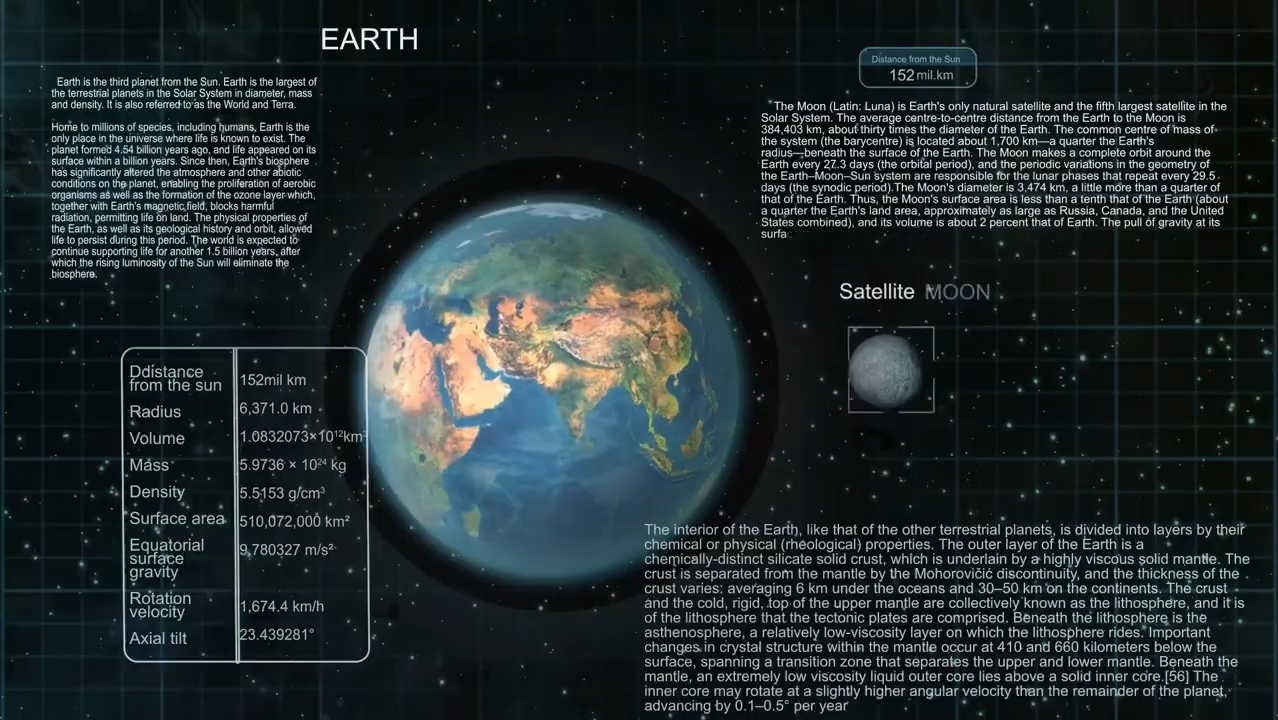 EARTH
Earth is the third planet from the Sun. Earth is the largest of
the terrestrial planets in the Solar System in diameter, mass
and density. It is also referred to as the World and Terra.
Home to millions of species, including humans, Earth is the
only place in the universe where life is known to exist. The
planet formed 4.54 billion years ago, and life appeared on its
surface within a billion years. Since then, Earth's biosphere
has significantly altered the atmosphere and other abiotic
conditions on the planet, enabling the proliferation of aerobic
organisms as well as the formation of the ozone layer which,
together with Earth's magnetic field, blocks harmful
radiation, permitting life on land. The physical properties of
the Earth, as well as its geological history and orbit, allowed
life to persist during this period. The world is expected to
continue supporting life for another 1.5 billion years, after
which the rising luminosity of the Sun will eliminate the
biosphere.
Distance from the Sun
152 mil.km
The Moon (Latin: Luna) is Earth's only natural satellite and the fifth largest satellite in the
Solar System. The average centre-to-centre distance from the Earth to the Moon is
384,403 km, about thirty times the diameter of the Earth. The common centre of mass of
the system (the barycentre) is located about 1,700 km—a quarter the Earth's
radius—beneath the surface of the Earth. The Moon makes a complete orbit around the
Earth every 27.3 days (the orbital period), and the periodic variations in the geometry of
the Earth–Moon–Sun system are responsible for the lunar phases that repeat every 29.5
days (the synodic period).The Moon's diameter is 3,474 km, a little more than a quarter of
that of the Earth. Thus, the Moon's surface area is less than a tenth that of the Earth (about
a quarter the Earth's land area, approximately as large as Russia, Canada, and the United
States combined), and its volume is about 2 percent that of Earth. The pull of gravity at its
surfa
Satellite MOON
Ddistance
from the sun 152mil km
Radius 6,371.0 km
Volume 1.0832073×10¹²km³
Mass 5.9736 × 10²⁴ kg
Density 5.5153 g/cm³
Surface area 510,072,000 km²
Equatorial
surface
gravity 9,780327 m/s²
Rotation
velocity 1,674.4 km/h
Axial tilt 23.439281°
The interior of the Earth, like that of the other terrestrial planets, is divided into layers by their
chemical or physical (rheological) properties. The outer layer of the Earth is a
chemically-distinct silicate solid crust, which is underlain by a highly viscous solid mantle. The
crust is separated from the mantle by the Mohorovičić discontinuity, and the thickness of the
crust varies: averaging 6 km under the oceans and 30–50 km on the continents. The crust
and the cold, rigid, top of the upper mantle are collectively known as the lithosphere, and it is
of the lithosphere that the tectonic plates are comprised. Beneath the lithosphere is the
asthenosphere, a relatively low-viscosity layer on which the lithosphere rides. Important
changes in crystal structure within the mantle occur at 410 and 660 kilometers below the
surface, spanning a transition zone that separates the upper and lower mantle. Beneath the
mantle, an extremely low viscosity liquid outer core lies above a solid inner core.[56] The
inner core may rotate at a slightly higher angular velocity than the remainder of the planet,
advancing by 0.1–0.5° per year